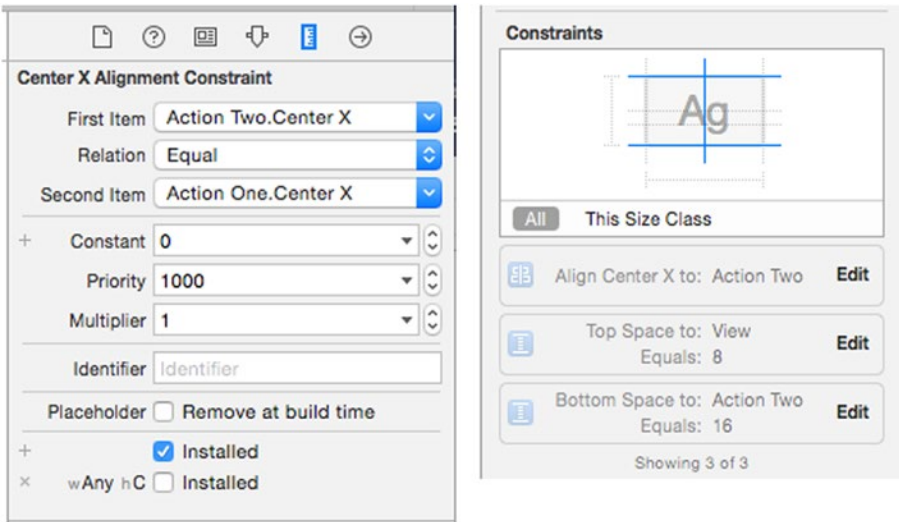 Center X Alignment Constraint
First Item Action Two.Center X
Relation Equal
Second Item Action One.Center X
+ Constant 0
Priority 1000
Multiplier 1
Identifier Identifier
Placeholder Remove at build time
+ Installed
× wAny hC Installed
Constraints
Ag
All This Size Class
Align Center X to: Action Two Edit
Top Space to: View
Equals: 8 Edit
Bottom Space to: Action Two
Equals: 16 Edit
Showing 3 of 3